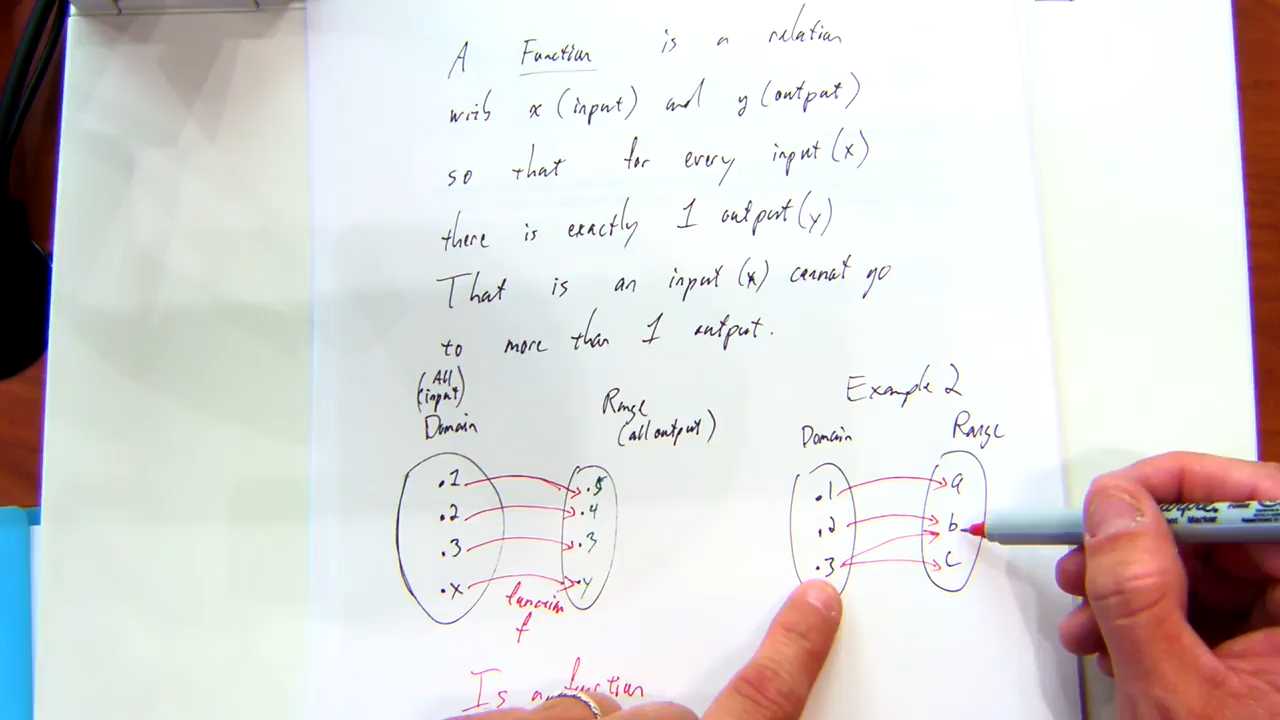 A Function is a relation
with x (input) and y (output)
so that for every input (x)
there is exactly 1 output (y)
That is an input (x) cannot go
to more than 1 output.
(All input)
Domain
Range
(all output)
.1
.2
.3
.x
.5
.4
.3
.y
function
f
Is a function
Example 2
Domain
Range
.1
.2
.3
a
b
c